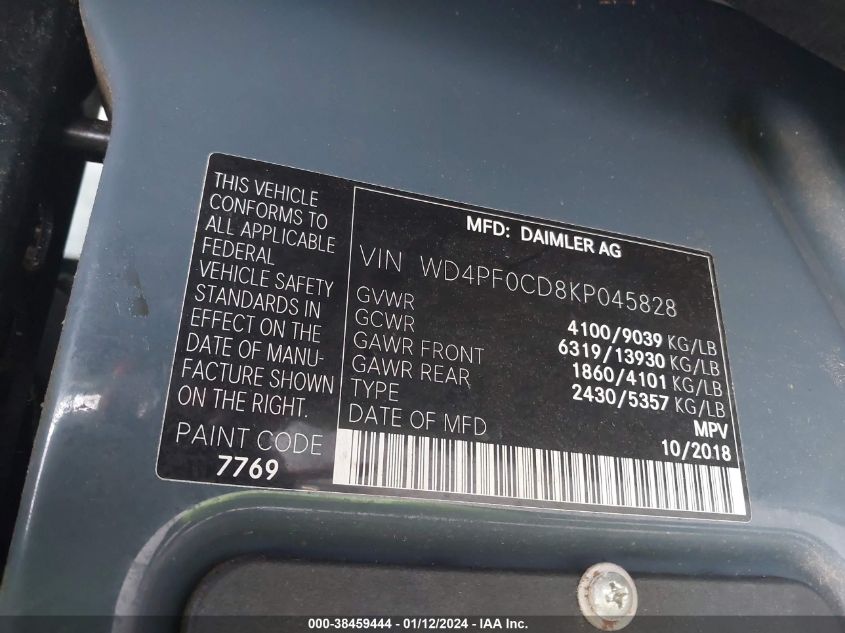 THIS VEHICLE
CONFORMS TO
ALL APPLICABLE
FEDERAL
VEHICLE SAFETY
STANDARDS IN
EFFECT ON THE
DATE OF MANU-
FACTURE SHOWN
ON THE RIGHT.
PAINT CODE
7769
MFD: DAIMLER AG
VIN WD4PF0CD8KP045828
GVWR 4100/9039 KG/LB
GCWR 6319/13930 KG/LB
GAWR FRONT 1860/4101 KG/LB
GAWR REAR 2430/5357 KG/LB
TYPE MPV
DATE OF MFD 10/2018
000-38459444 - 01/12/2024 - IAA Inc.